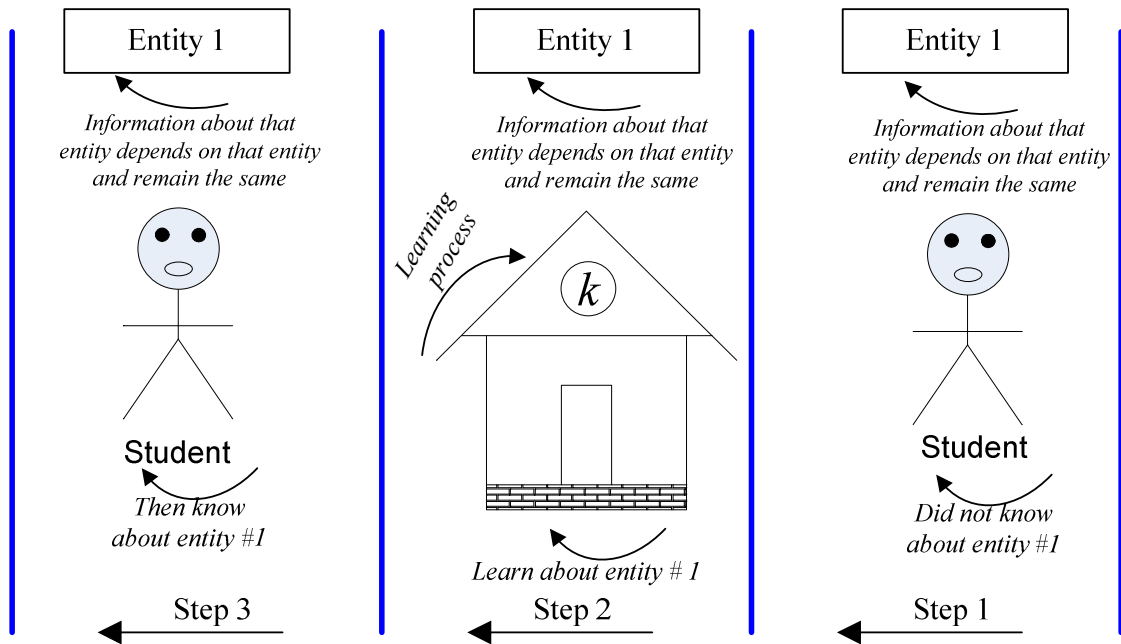 Entity 1
Information about that
entity depends on that entity
and remain the same
Student
Then know
about entity #1
Step 3
Entity 1
Information about that
entity depends on that entity
and remain the same
Learning
process
k
Learn about entity # 1
Step 2
Entity 1
Information about that
entity depends on that entity
and remain the same
Student
Did not know
about entity #1
Step 1